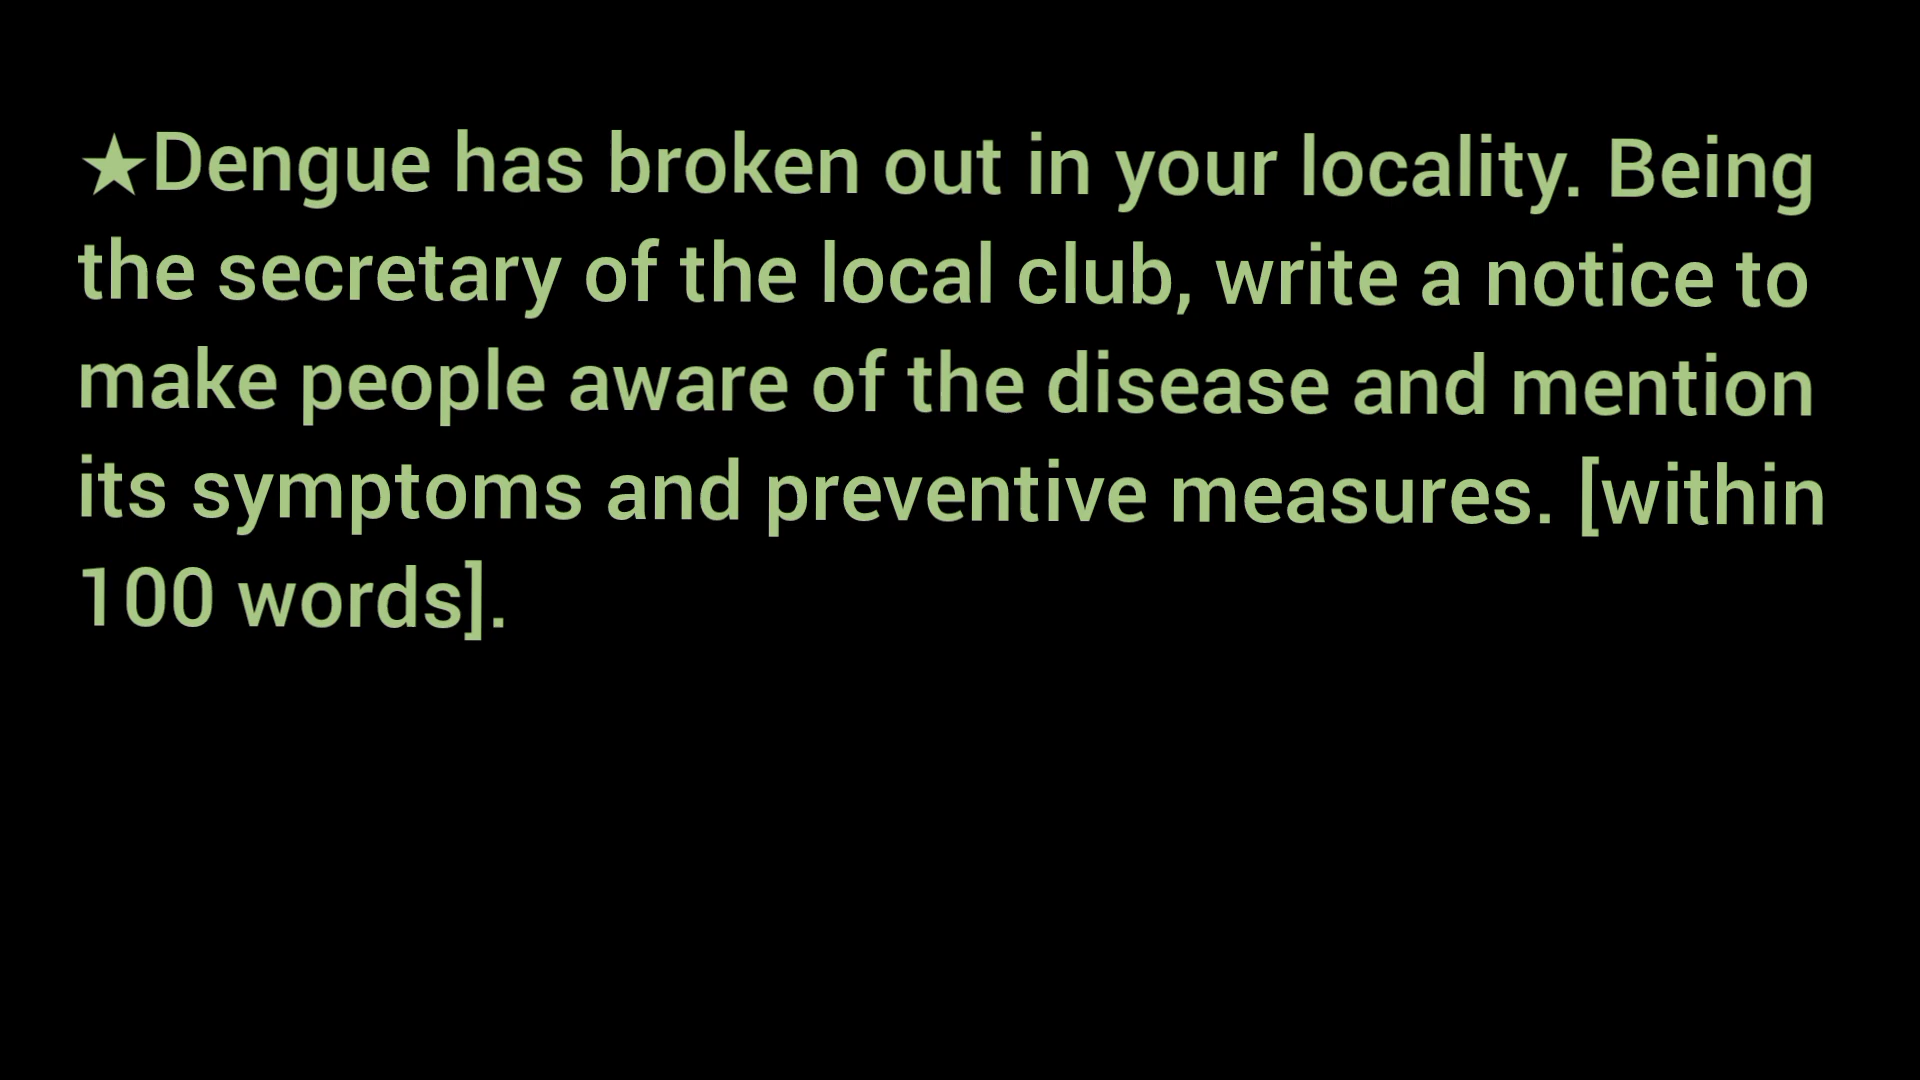 ★Dengue has broken out in your locality. Being
the secretary of the local club, write a notice to
make people aware of the disease and mention
its symptoms and preventive measures. [within
100 words].